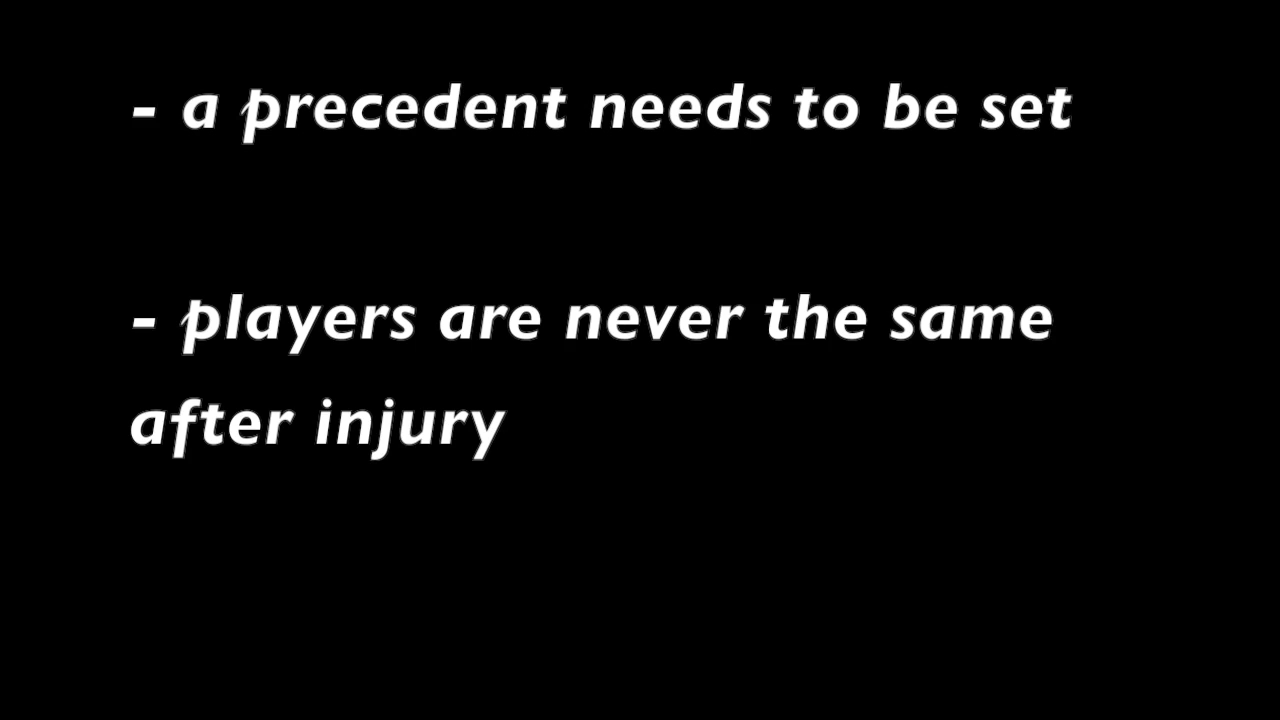 - a precedent needs to be set
- players are never the same
after injury